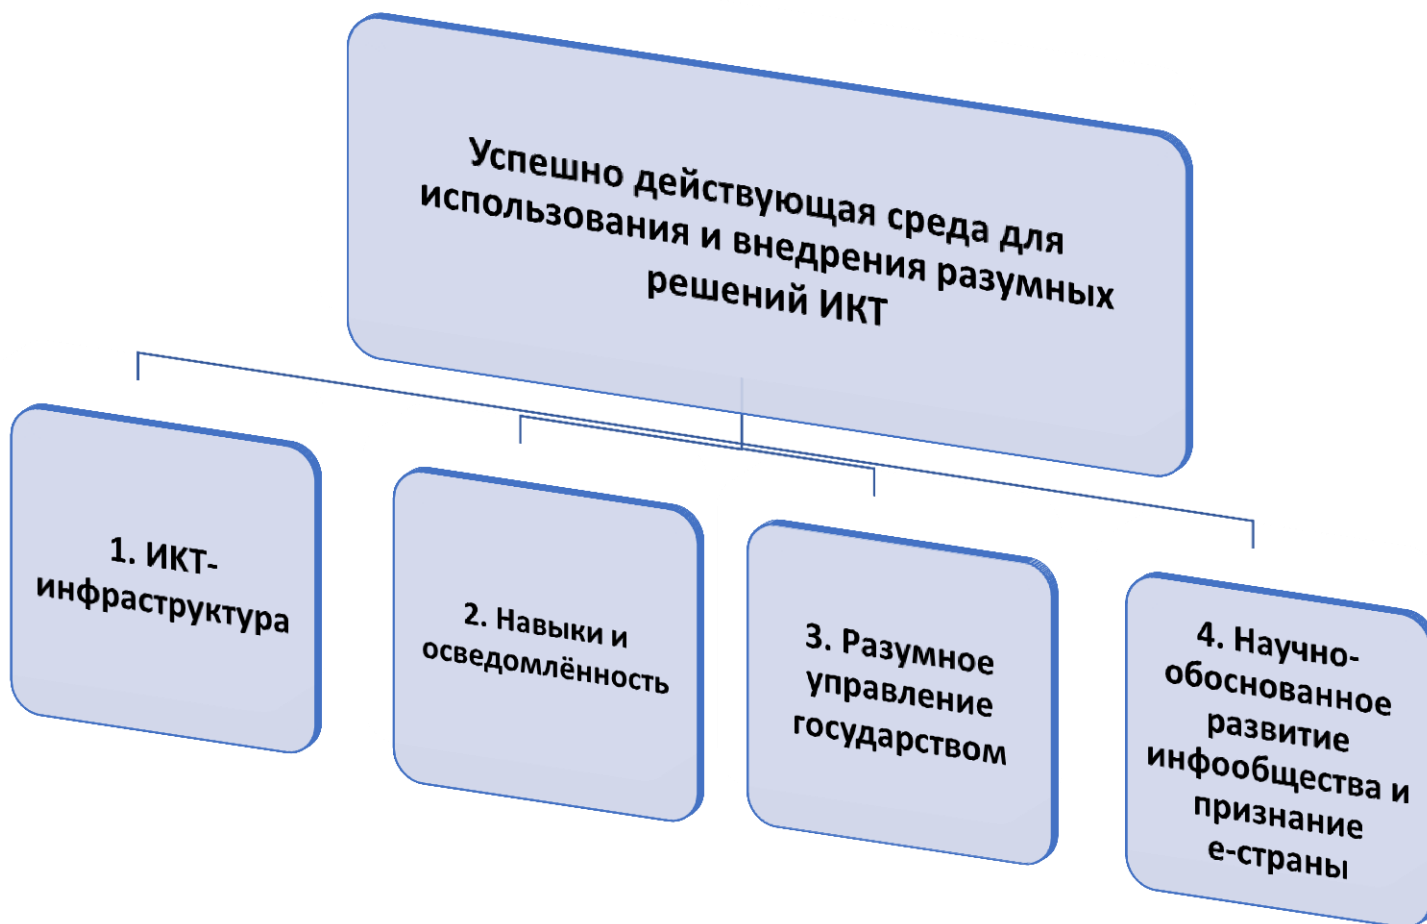 Успешно действующая среда для
использования и внедрения разумных
решений ИКТ
1. ИКТ-
инфраструктура
2. Навыки и
осведомлённость
3. Разумное
управление
государством
4. Научно-
обоснованное
развитие
инфообщества и
признание
е-страны